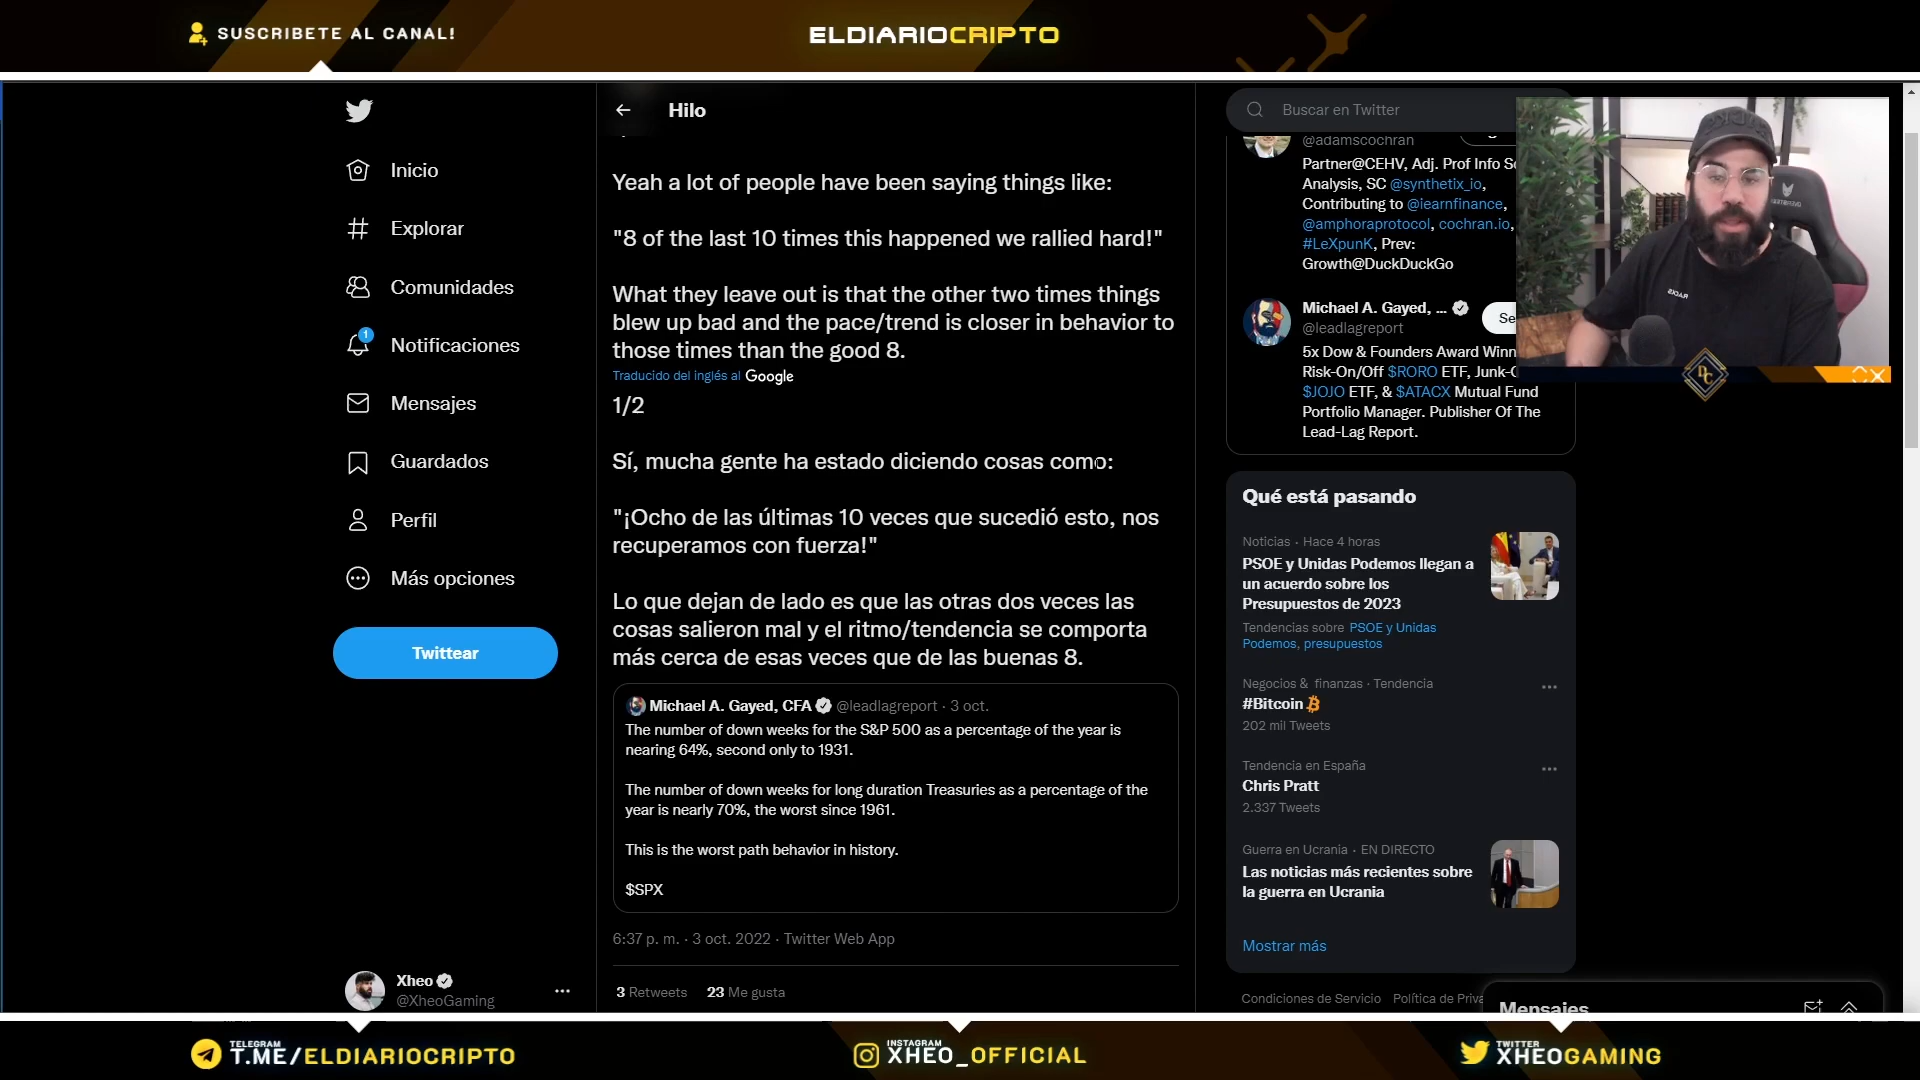 SUSCRIBETE AL CANAL!
ELDIARIOCRIPTO
Hilo
Buscar en Twitter
Inicio
Explorar
Comunidades
1
Notificaciones
Mensajes
Guardados
Perfil
Más opciones
Twittear
Xheo
@XheoGaming
Yeah a lot of people have been saying things like:
"8 of the last 10 times this happened we rallied hard!"
What they leave out is that the other two times things
blew up bad and the pace/trend is closer in behavior to
those times than the good 8.
Traducido del inglés al Google
1/2
Sí, mucha gente ha estado diciendo cosas como:
"¡Ocho de las últimas 10 veces que sucedió esto, nos
recuperamos con fuerza!"
Lo que dejan de lado es que las otras dos veces las
cosas salieron mal y el ritmo/tendencia se comporta
más cerca de esas veces que de las buenas 8.
Michael A. Gayed, CFA @leadlagreport · 3 oct.
The number of down weeks for the S&P 500 as a percentage of the year is
nearing 64%, second only to 1931.
The number of down weeks for long duration Treasuries as a percentage of the
year is nearly 70%, the worst since 1961.
This is the worst path behavior in history.
$SPX
6:37 p. m. · 3 oct. 2022 · Twitter Web App
3 Retweets 23 Me gusta
@adamscochran
Partner@CEHV, Adj. Prof Info Sc
Analysis, SC @synthetix_io,
Contributing to @iearnfinance,
@amphoraprotocol, cochran.io,
#LeXpunK, Prev:
Growth@DuckDuckGo
Michael A. Gayed, ...
@leadlagreport
Se
5x Dow & Founders Award Winn
Risk-On/Off $RORO ETF, Junk-O
$JOJO ETF, & $ATACX Mutual Fund
Portfolio Manager. Publisher Of The
Lead-Lag Report.
Qué está pasando
Noticias · Hace 4 horas
PSOE y Unidas Podemos llegan a
un acuerdo sobre los
Presupuestos de 2023
Tendencias sobre PSOE y Unidas
Podemos, presupuestos
Negocios & finanzas · Tendencia
#Bitcoin
202 mil Tweets
Tendencia en España
Chris Pratt
2.337 Tweets
Guerra en Ucrania · EN DIRECTO
Las noticias más recientes sobre
la guerra en Ucrania
Mostrar más
Condiciones de Servicio Política de Priva
Mensajes
TELEGRAM
T.ME/ELDIARIOCRIPTO
INSTAGRAM
XHEO_OFFICIAL
TWITTER
XHEOGAMING